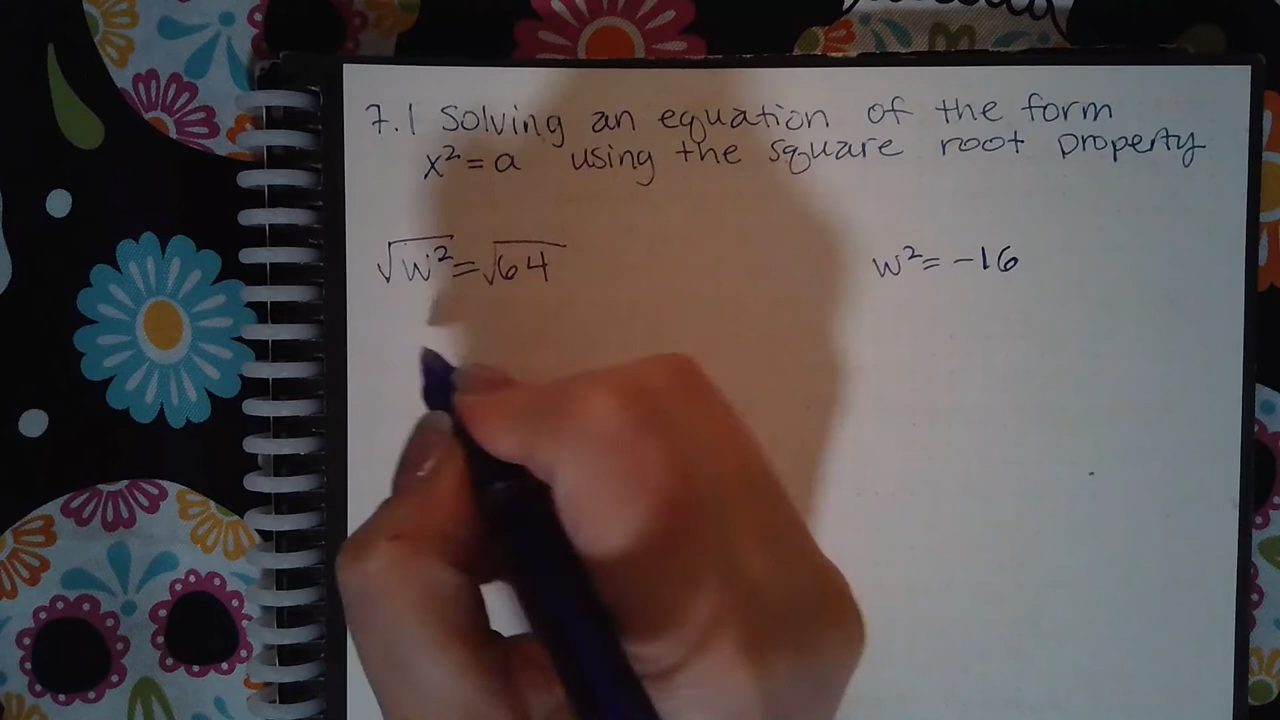 7.1 Solving an equation of the form
x² = a using the square root property
√w² = √64
w² = -16